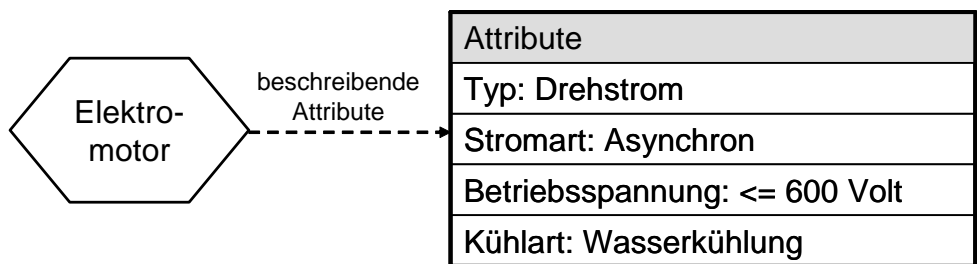 Elektro-
motor
beschreibende
Attribute
Attribute
Typ: Drehstrom
Stromart: Asynchron
Betriebsspannung: <= 600 Volt
Kühlart: Wasserkühlung